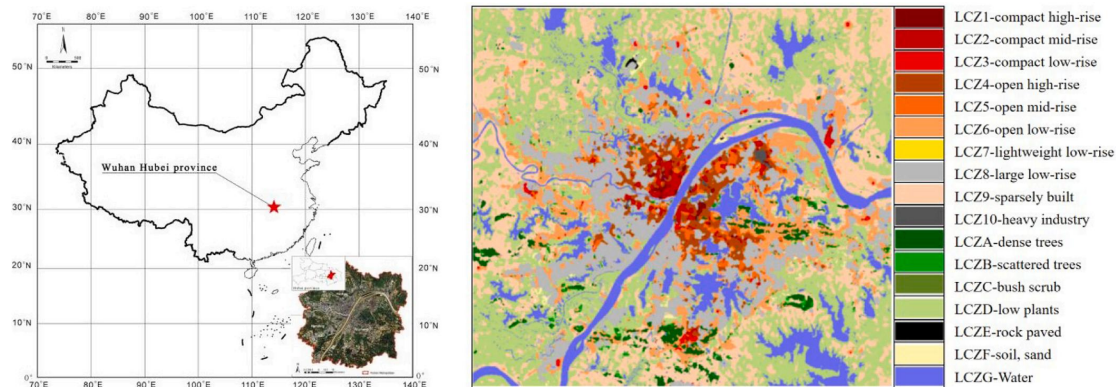 70°E 80°E 90°E 100°E 110°E 120°E 130°E 140°E
50°N 50°N
40°N 40°N
Wuhan Hubei province
30°N 30°N
20°N 20°N
10°N 10°N
0° 0°
70°E 80°E 90°E 100°E 110°E 120°E 130°E 140°E
LCZ1-compact high-rise
LCZ2-compact mid-rise
LCZ3-compact low-rise
LCZ4-open high-rise
LCZ5-open mid-rise
LCZ6-open low-rise
LCZ7-lightweight low-rise
LCZ8-large low-rise
LCZ9-sparsely built
LCZ10-heavy industry
LCZA-dense trees
LCZB-scattered trees
LCZC-bush scrub
LCZD-low plants
LCZE-rock paved
LCZF-soil, sand
LCZG-Water